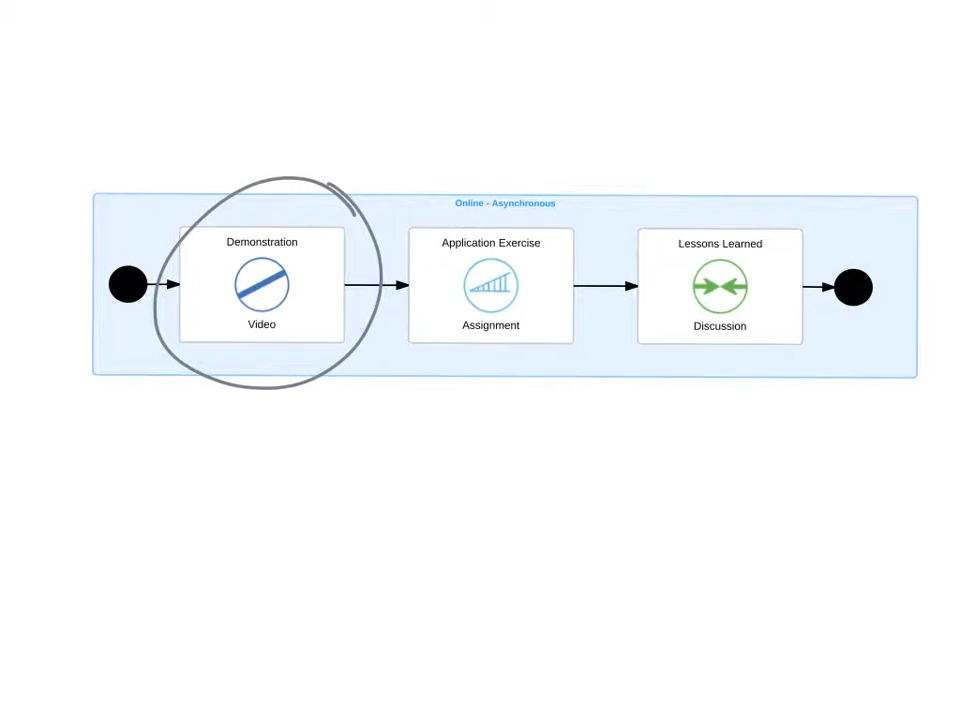 Online - Asynchronous
Demonstration
Video
Application Exercise
Assignment
Lessons Learned
Discussion